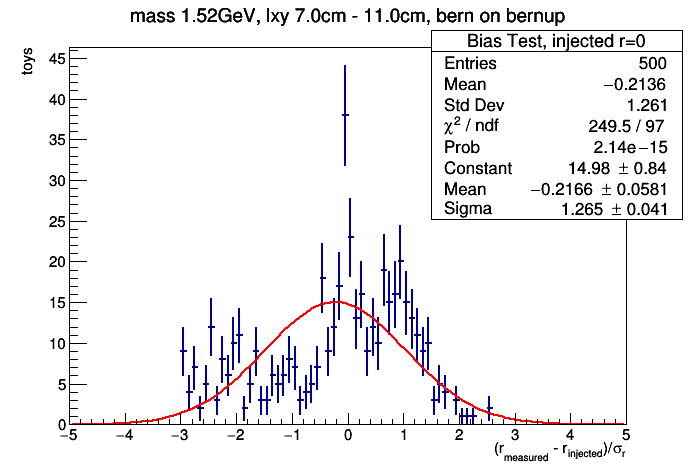 mass 1.52GeV, lxy 7.0cm - 11.0cm, bern on bernup
Bias Test, injected r=0
Entries 500
Mean −0.2136
Std Dev 1.261
χ² / ndf 249.5 / 97
Prob 2.14e−15
Constant 14.98 ± 0.84
Mean −0.2166 ± 0.0581
Sigma 1.265 ± 0.041
toys
45
40
35
30
25
20
15
10
5
0
−5 −4 −3 −2 −1 0 1 2 3 4 5
(r_measured - r_injected)/σ_r